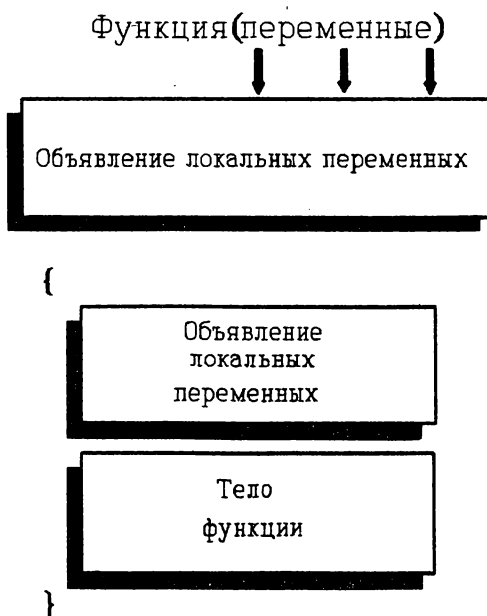 Функция(переменные)
Объявление локальных переменных
{
Объявление
локальных
переменных
Тело
функции
}